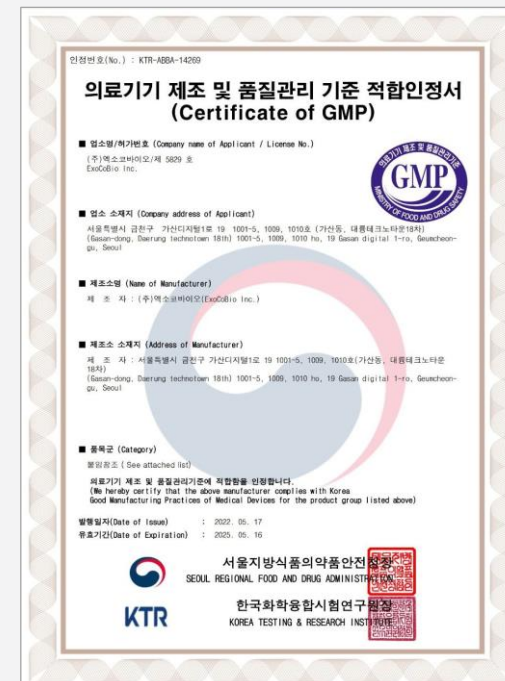 인정번호(No.) : KTR-ABBA-14269
의료기기 제조 및 품질관리 기준 적합인정서
(Certificate of GMP)
■ 업소명/허가번호 (Company name of Applicant / License No.)
(주)엑소코바이오/제 5829 호
ExoCoBio Inc.
의료기기 제조 및 품질관리기준
GMP
MINISTRY OF FOOD AND DRUG SAFETY
■ 업소 소재지 (Company address of Applicant)
서울특별시 금천구 가산디지털1로 19 1001-5, 1009, 1010호 (가산동, 대륭테크노타운18차)
(Gasan-dong, Daerung technotown 18th) 1001-5, 1009, 1010 ho, 19 Gasan digital 1-ro, Geumcheon-
gu, Seoul
■ 제조소명 (Name of Manufacturer)
제 조 자 : (주)엑소코바이오(ExoCoBio Inc.)
■ 제조소 소재지 (Address of Manufacturer)
제 조 자 : 서울특별시 금천구 가산디지털1로 19 1001-5, 1009, 1010호(가산동, 대륭테크노타운
18차)
(Gasan-dong, Daerung technotown 18th) 1001-5, 1009, 1010 ho, 19 Gasan digital 1-ro, Geumcheon-
gu, Seoul
■ 품목군 (Category)
붙임참조 ( See attached list)
의료기기 제조 및 품질관리기준에 적합함을 인정합니다.
(We hereby certify that the above manufacturer complies with Korea
Good Manufacturing Practices of Medical Devices for the product group listed above)
발행일자(Date of Issue) : 2022. 05. 17
유효기간(Date of Expiration) : 2025. 05. 16
서울지방식품의약품안전청장
SEOUL REGIONAL FOOD AND DRUG ADMINISTRATION
KTR
한국화학융합시험연구원장
KOREA TESTING & RESEARCH INSTITUTE